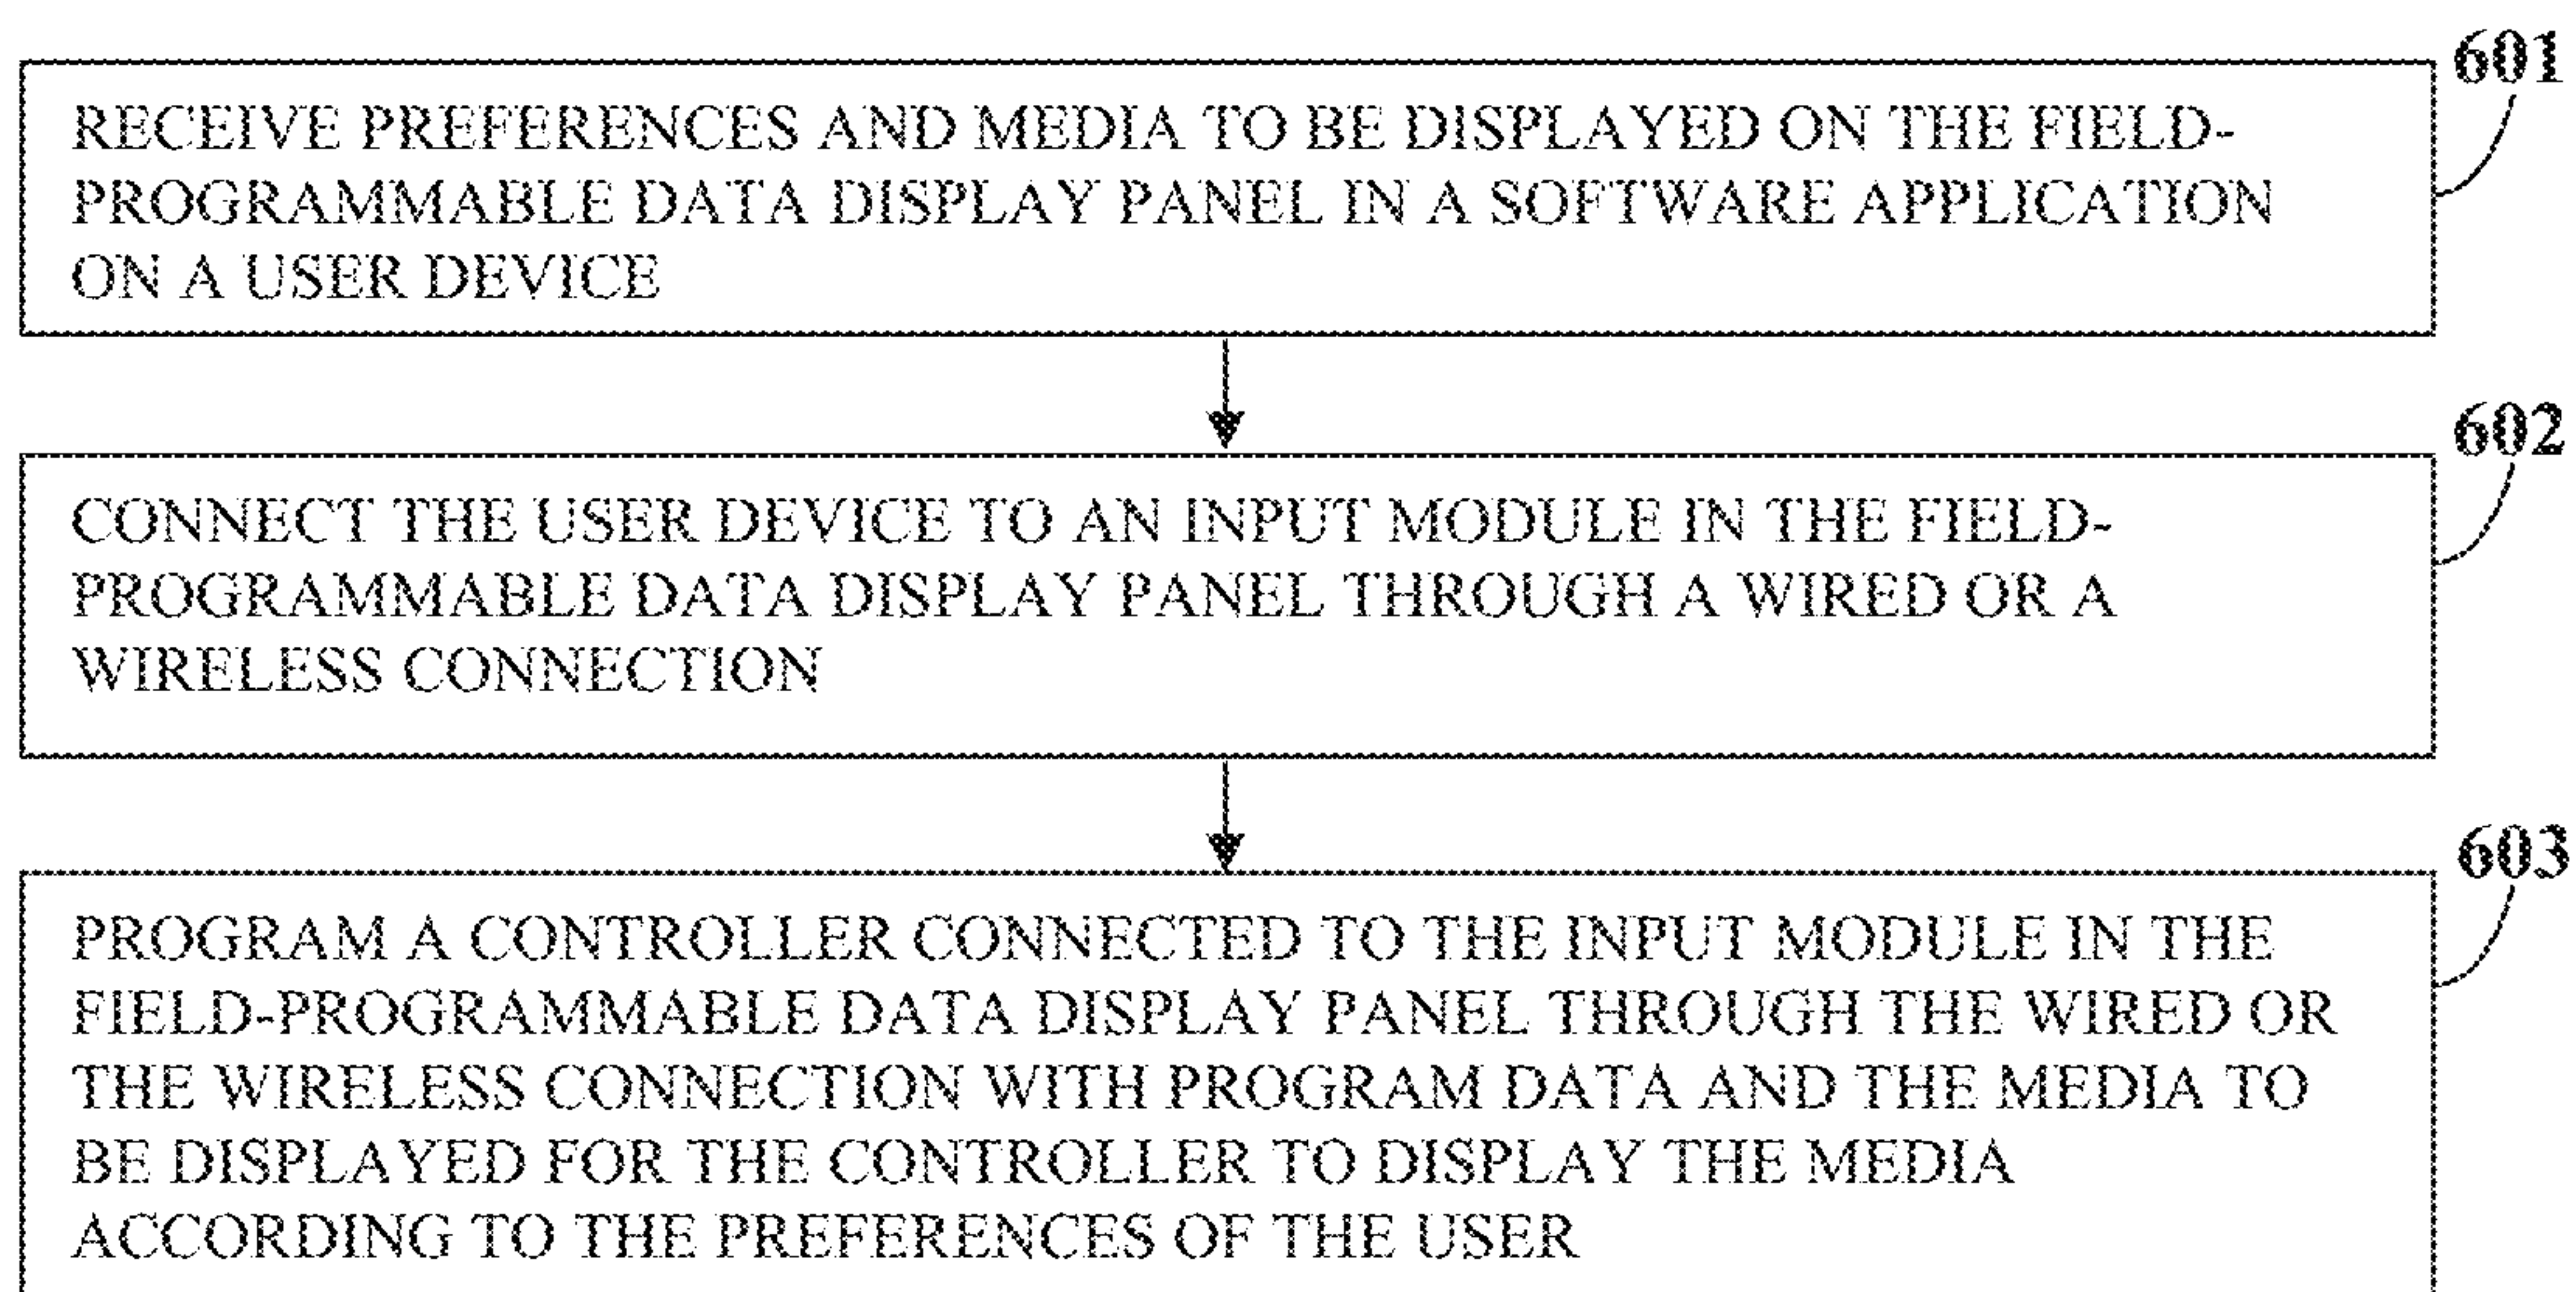 601
RECEIVE PREFERENCES AND MEDIA TO BE DISPLAYED ON THE FIELD-
PROGRAMMABLE DATA DISPLAY PANEL IN A SOFTWARE APPLICATION
ON A USER DEVICE
602
CONNECT THE USER DEVICE TO AN INPUT MODULE IN THE FIELD-
PROGRAMMABLE DATA DISPLAY PANEL THROUGH A WIRED OR A
WIRELESS CONNECTION
603
PROGRAM A CONTROLLER CONNECTED TO THE INPUT MODULE IN THE
FIELD-PROGRAMMABLE DATA DISPLAY PANEL THROUGH THE WIRED OR
THE WIRELESS CONNECTION WITH PROGRAM DATA AND THE MEDIA TO
BE DISPLAYED FOR THE CONTROLLER TO DISPLAY THE MEDIA
ACCORDING TO THE PREFERENCES OF THE USER